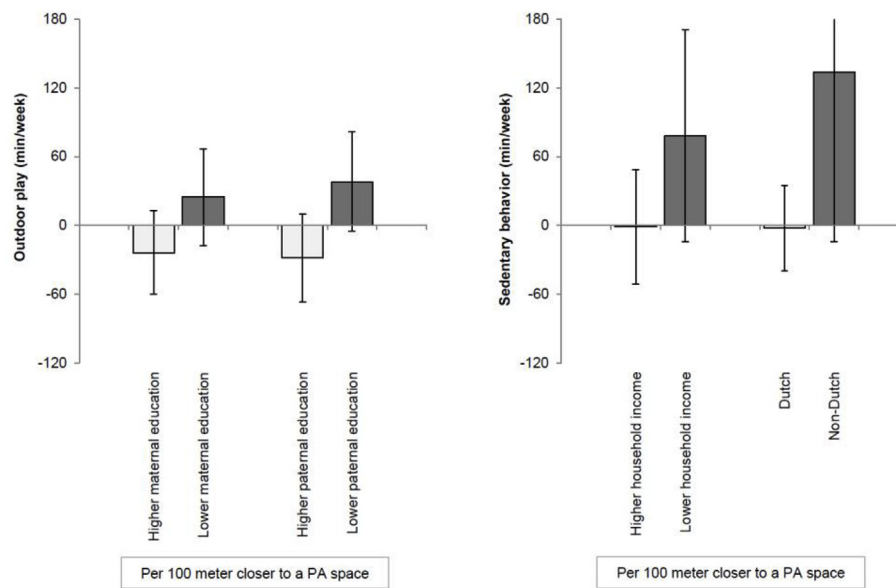 Outdoor play (min/week)
180
120
60
0
-60
-120
Higher maternal education
Lower maternal education
Higher paternal education
Lower paternal education
Per 100 meter closer to a PA space
Sedentary behavior (min/week)
180
120
60
0
-60
-120
Higher household income
Lower household income
Dutch
Non-Dutch
Per 100 meter closer to a PA space